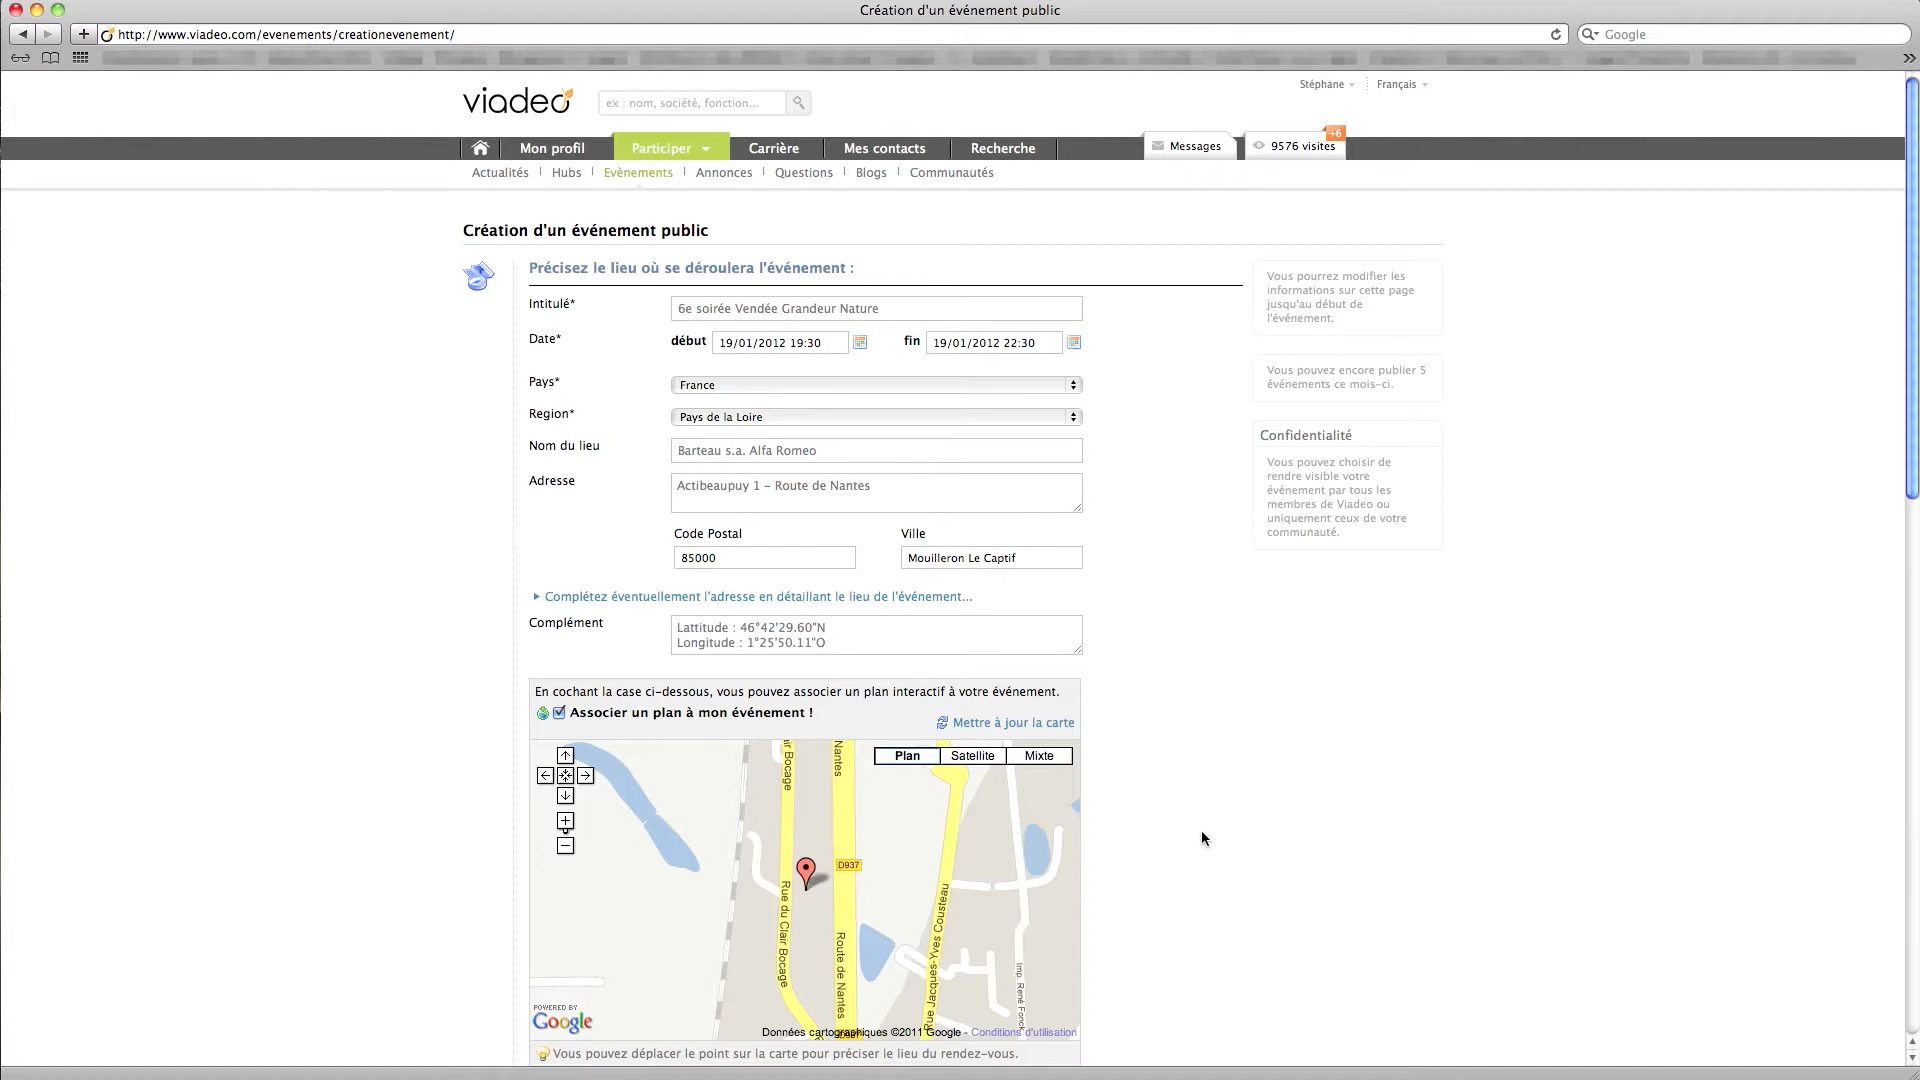 Création d'un événement public
http://www.viadeo.com/evenements/creationevenement/
Google
Stéphane
Français
viadeo
ex : nom, société, fonction...
+6
Mon profil
Participer
Carrière
Mes contacts
Recherche
Messages
9576 visites
Actualités
Hubs
Evènements
Annonces
Questions
Blogs
Communautés
Création d'un événement public
Précisez le lieu où se déroulera l'événement :
Intitulé*
6e soirée Vendée Grandeur Nature
Date*
début
19/01/2012 19:30
fin
19/01/2012 22:30
Pays*
France
Region*
Pays de la Loire
Nom du lieu
Barteau s.a. Alfa Romeo
Adresse
Actibeaupuy 1 - Route de Nantes
Code Postal
Ville
85000
Mouilleron Le Captif
Complétez éventuellement l'adresse en détaillant le lieu de l'événement...
Complément
Lattitude : 46°42'29.60"N
Longitude : 1°25'50.11"O
En cochant la case ci-dessous, vous pouvez associer un plan interactif à votre événement.
Associer un plan à mon événement !
Mettre à jour la carte
Plan
Satellite
Mixte
ir Bocage
Nantes
D937
Rue du Clair Bocage
Route de Nantes
Rue Jacques-Yves Cousteau
Imp. René Fonck
POWERED BY
Google
D937
Données cartographiques ©2011 Google - Conditions d'utilisation
Vous pouvez déplacer le point sur la carte pour préciser le lieu du rendez-vous.
Vous pourrez modifier les
informations sur cette page
jusqu'au début de
l'événement.
Vous pouvez encore publier 5
événements ce mois-ci.
Confidentialité
Vous pouvez choisir de
rendre visible votre
événement par tous les
membres de Viadeo ou
uniquement ceux de votre
communauté.